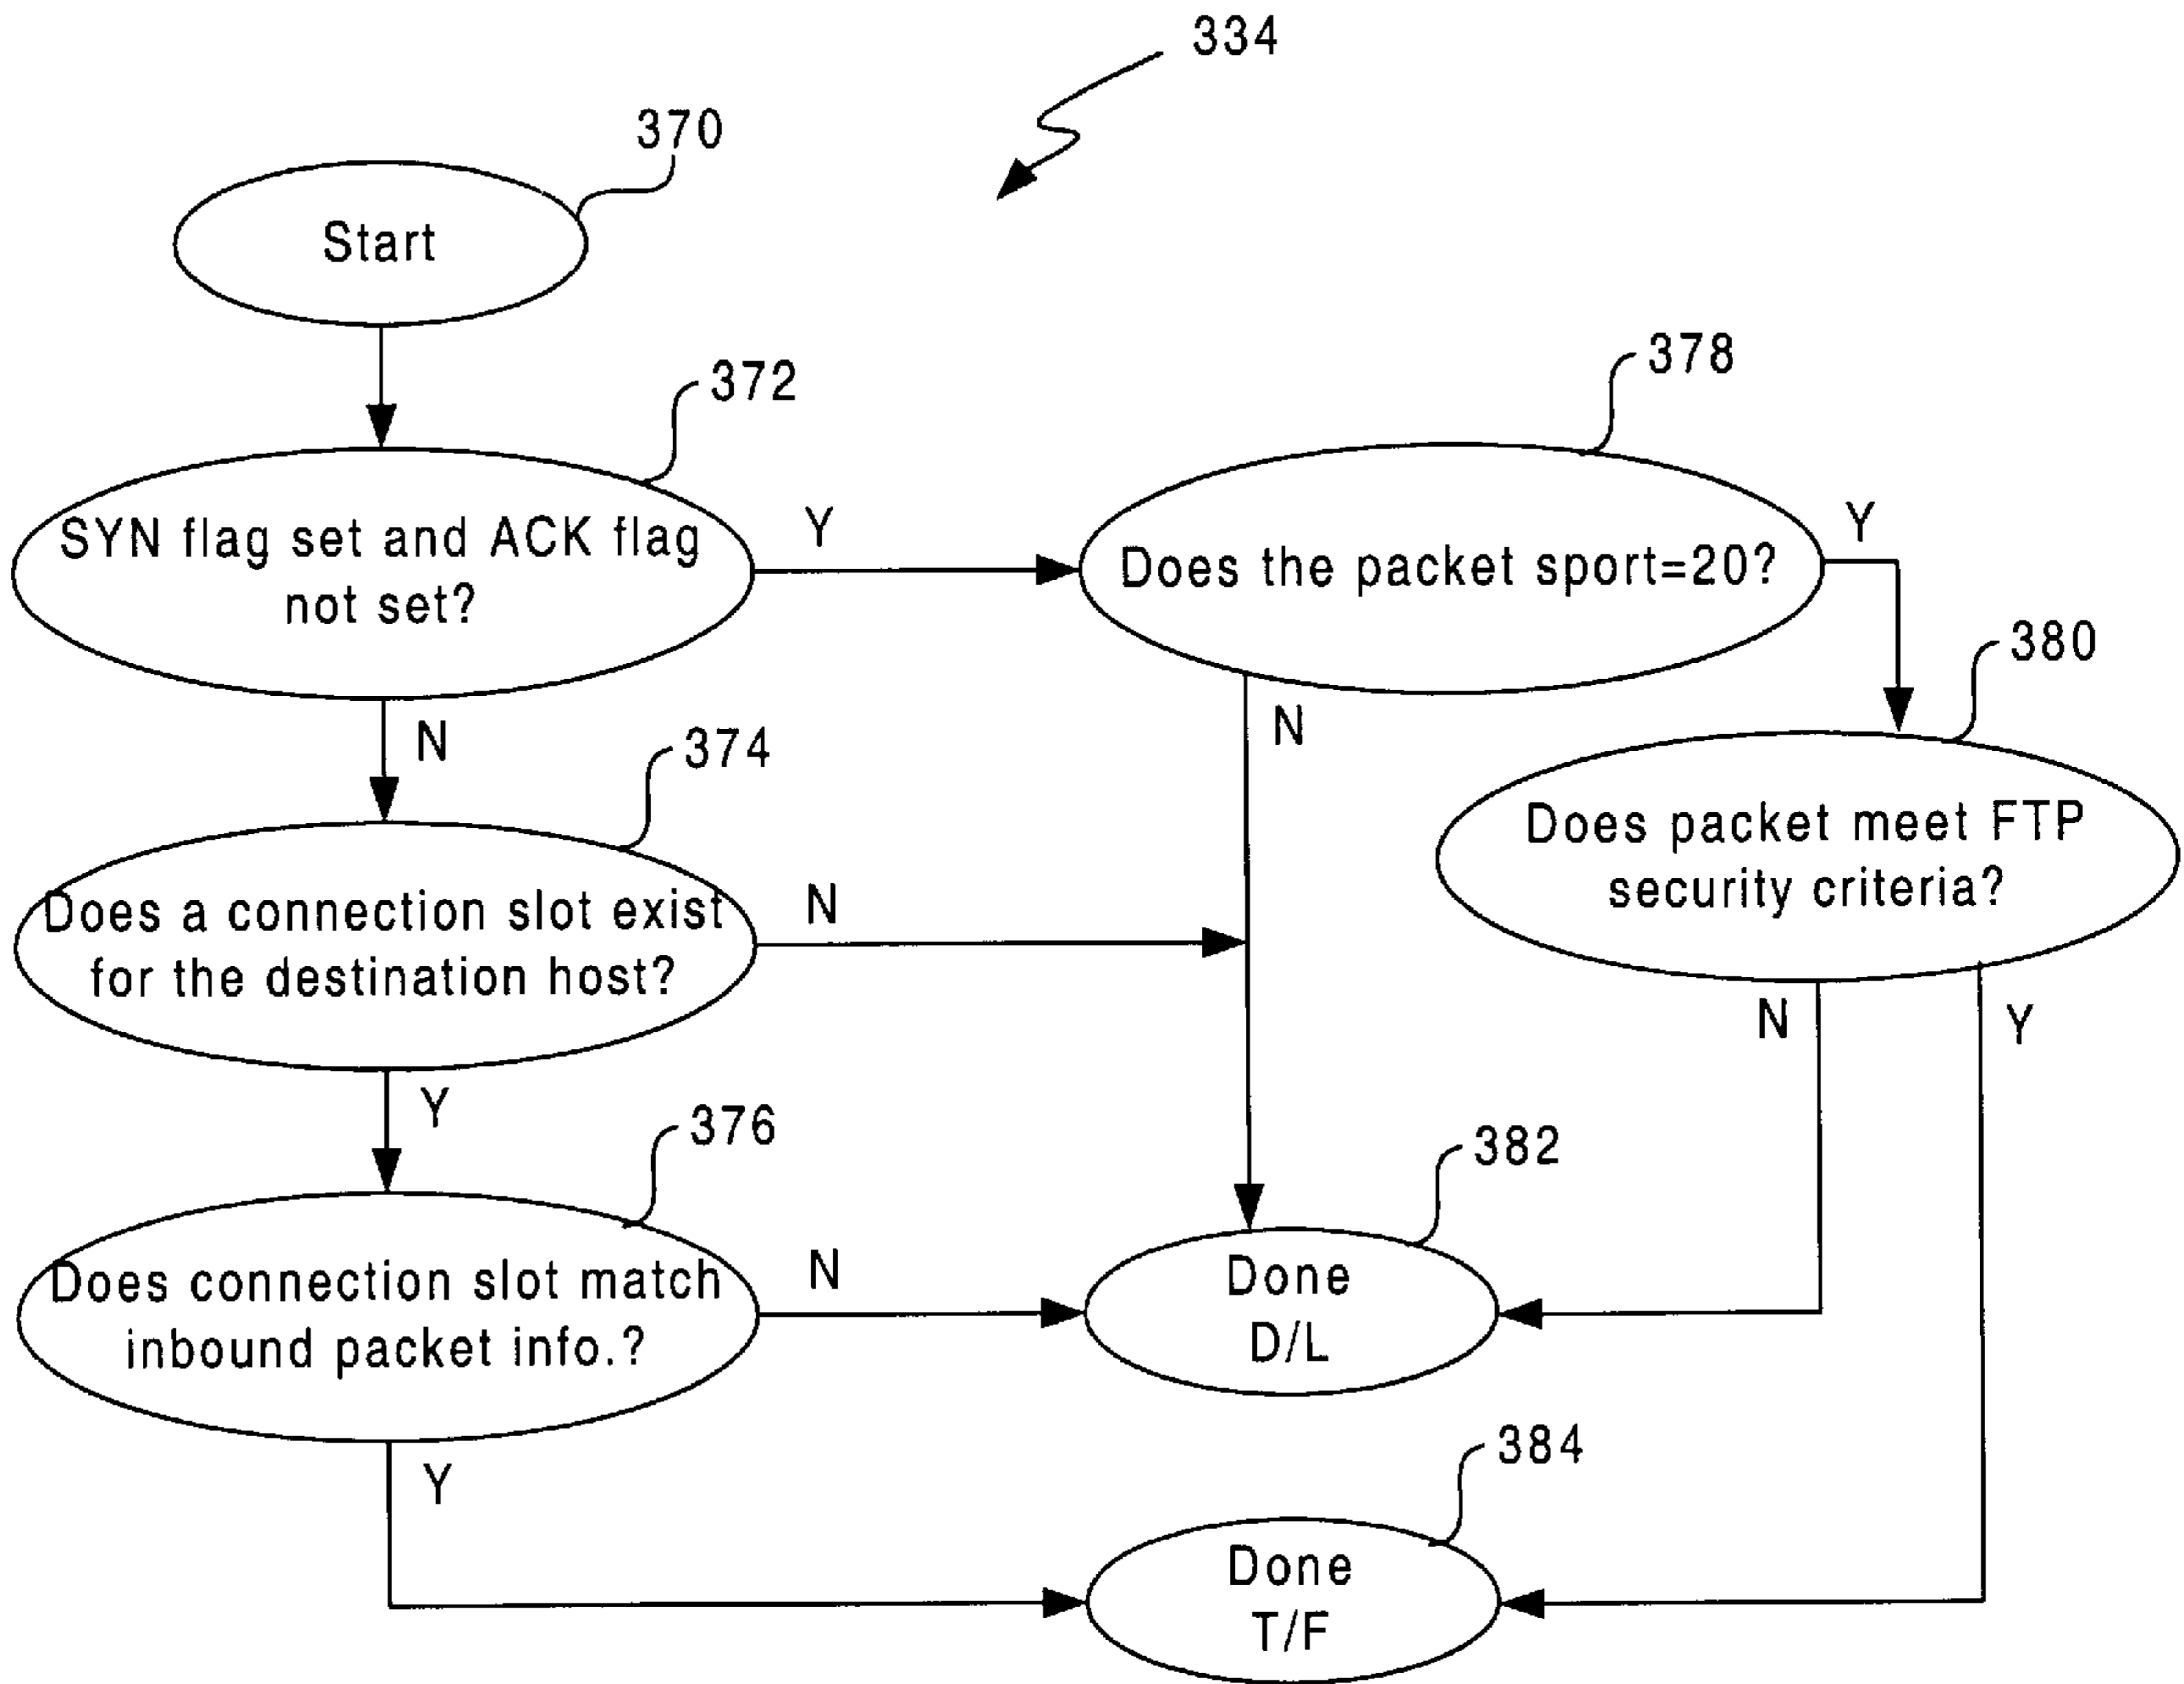 334
370
Start
372
SYN flag set and ACK flag
not set?
Y
N
378
Does the packet sport=20?
Y
N
380
Does packet meet FTP
security criteria?
N
Y
374
Does a connection slot exist
for the destination host?
N
Y
376
Does connection slot match
inbound packet info.?
N
Y
382
Done
D/L
384
Done
T/F